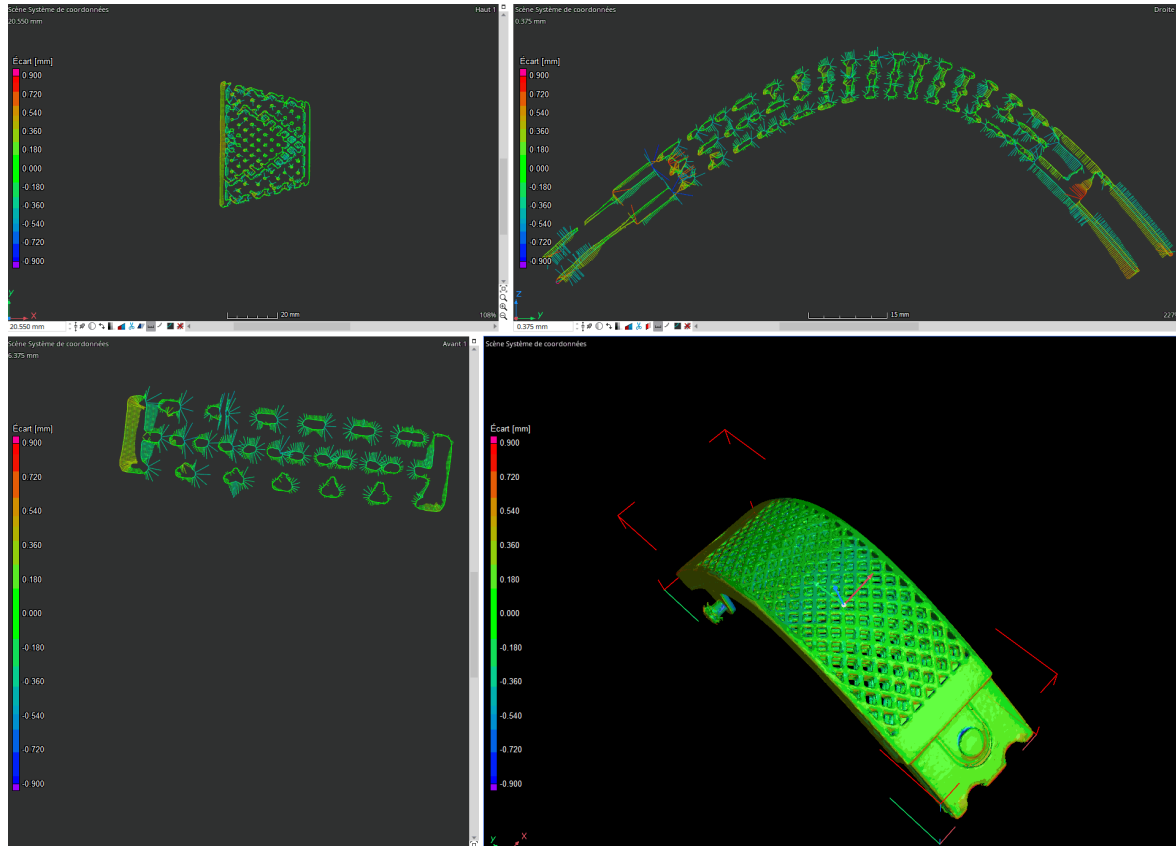 Scène Système de coordonnées
Haut 1
20.550 mm
Écart [mm]
0.900
0.720
0.540
0.360
0.180
0.000
-0.180
-0.360
-0.540
-0.720
-0.900
y
X
20 mm
108%
20.550 mm
Scène Système de coordonnées
Droite
0.375 mm
Écart [mm]
0.900
0.720
0.540
0.360
0.180
0.000
-0.180
-0.360
-0.540
-0.720
-0.900
Z
y
15 mm
227%
0.375 mm
Scène Système de coordonnées
Avant 1
6.375 mm
Écart [mm]
0.900
0.720
0.540
0.360
0.180
0.000
-0.180
-0.360
-0.540
-0.720
-0.900
Scène Système de coordonnées
Écart [mm]
0.900
0.720
0.540
0.360
0.180
0.000
-0.180
-0.360
-0.540
-0.720
-0.900
y
X